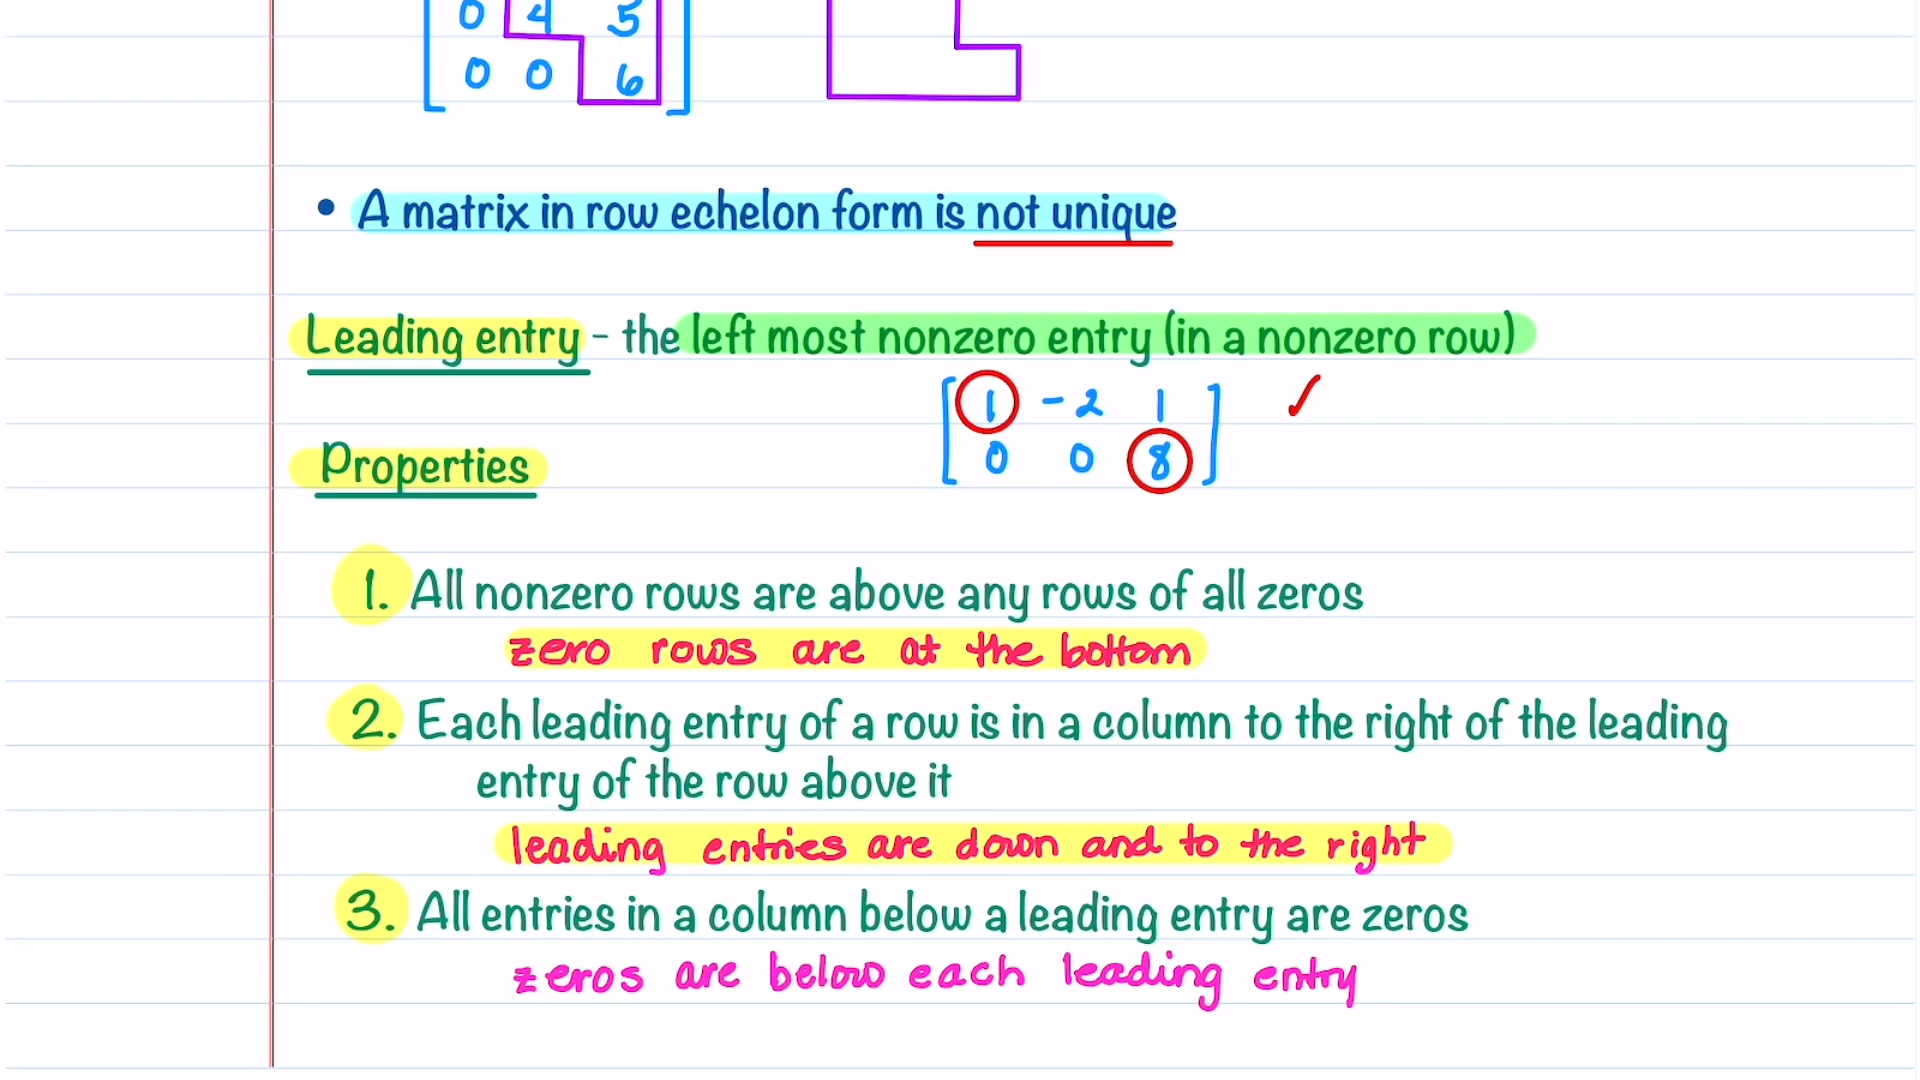 0 4 5
0 0 6
• A matrix in row echelon form is not unique
Leading entry - the left most nonzero entry (in a nonzero row)
1 -2 1 ✓
0 0 8
Properties
1. All nonzero rows are above any rows of all zeros
zero rows are at the bottom
2. Each leading entry of a row is in a column to the right of the leading
entry of the row above it
leading entries are down and to the right
3. All entries in a column below a leading entry are zeros
zeros are below each leading entry